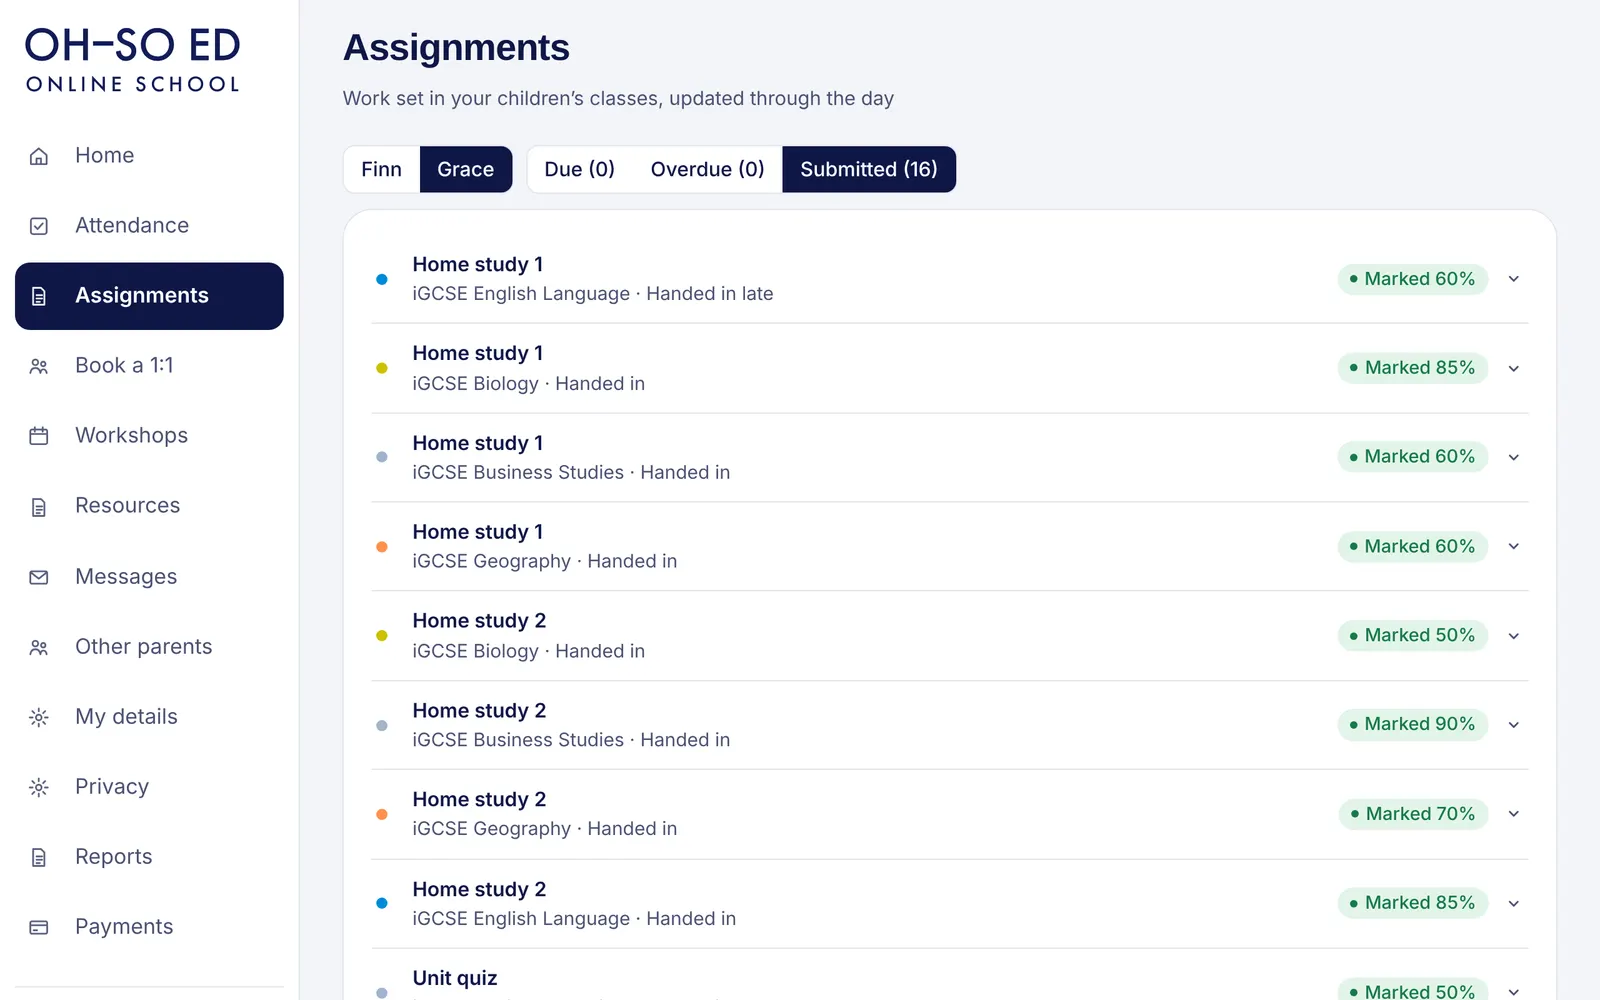 OH–SO ED
ONLINE SCHOOL
Home
Attendance
Assignments
Book a 1:1
Workshops
Resources
Messages
Other parents
My details
Privacy
Reports
Payments
Assignments
Work set in your children’s classes, updated through the day
Finn
Grace
Due (0)
Overdue (0)
Submitted (16)
Home study 1
iGCSE English Language · Handed in late
Marked 60%
Home study 1
iGCSE Biology · Handed in
Marked 85%
Home study 1
iGCSE Business Studies · Handed in
Marked 60%
Home study 1
iGCSE Geography · Handed in
Marked 60%
Home study 2
iGCSE Biology · Handed in
Marked 50%
Home study 2
iGCSE Business Studies · Handed in
Marked 90%
Home study 2
iGCSE Geography · Handed in
Marked 70%
Home study 2
iGCSE English Language · Handed in
Marked 85%
Unit quiz
Marked 50%